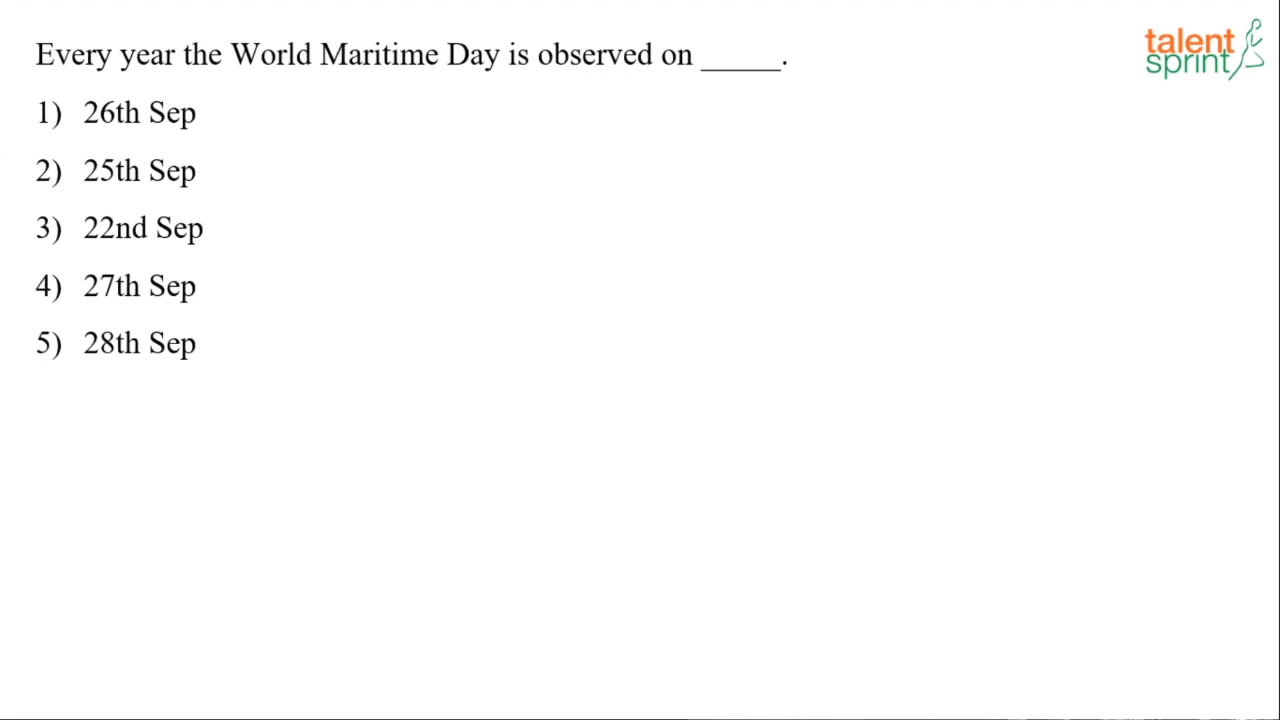 Every year the World Maritime Day is observed on _____.
talent
sprint
1) 26th Sep
2) 25th Sep
3) 22nd Sep
4) 27th Sep
5) 28th Sep